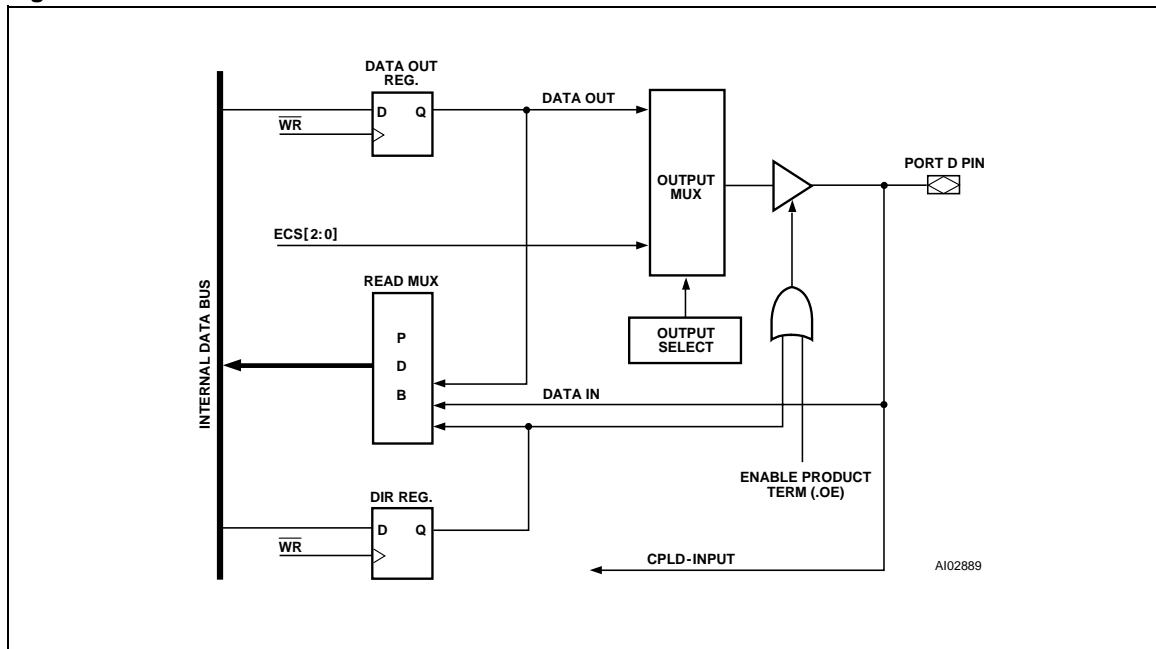 DATA OUT
REG.
D Q
WR
DATA OUT
OUTPUT
MUX
PORT D PIN
ECS[2:0]
READ MUX
P
D
B
OUTPUT
SELECT
INTERNAL DATA BUS
DATA IN
ENABLE PRODUCT
TERM (.OE)
DIR REG.
D Q
WR
CPLD-INPUT
AI02889